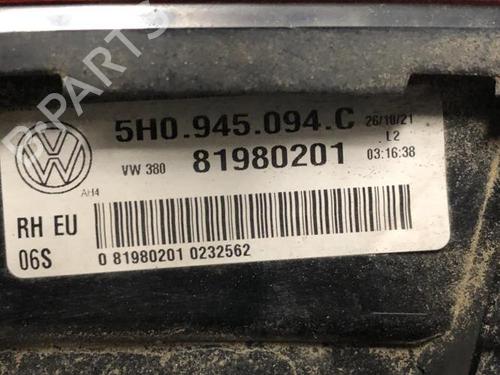 B-PARTS
5H0.945.094.C
26/10/21
L2
VW 380
81980201
03:16:38
AH4
RH EU
06S
0 81980201 0232562